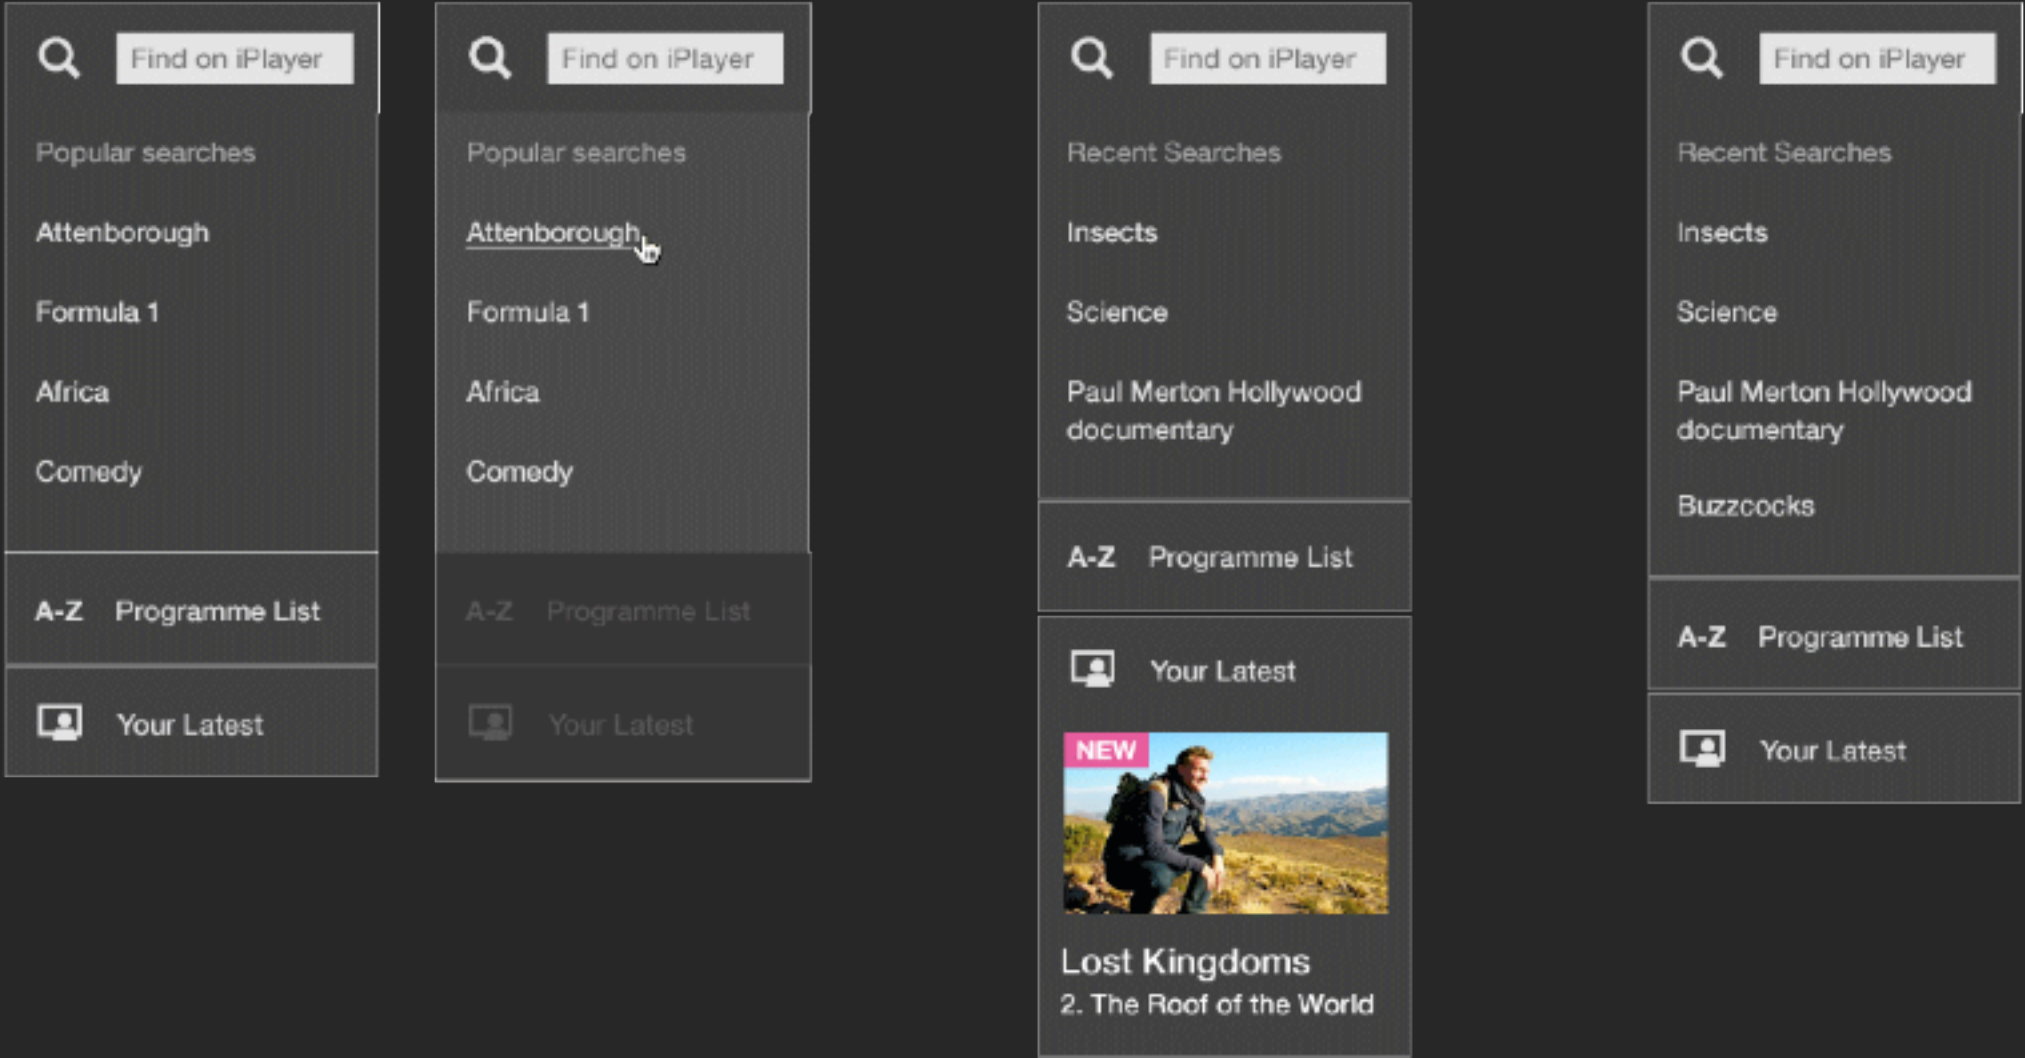 Find on iPlayer
Popular searches
Attenborough
Formula 1
Africa
Comedy
A-Z Programme List
Your Latest
Find on iPlayer
Popular searches
Attenborough
Formula 1
Africa
Comedy
A-Z Programme List
Your Latest
Find on iPlayer
Recent Searches
Insects
Science
Paul Merton Hollywood
documentary
A-Z Programme List
Your Latest
NEW
Lost Kingdoms
2. The Roof of the World
Find on iPlayer
Recent Searches
Insects
Science
Paul Merton Hollywood
documentary
Buzzcocks
A-Z Programme List
Your Latest